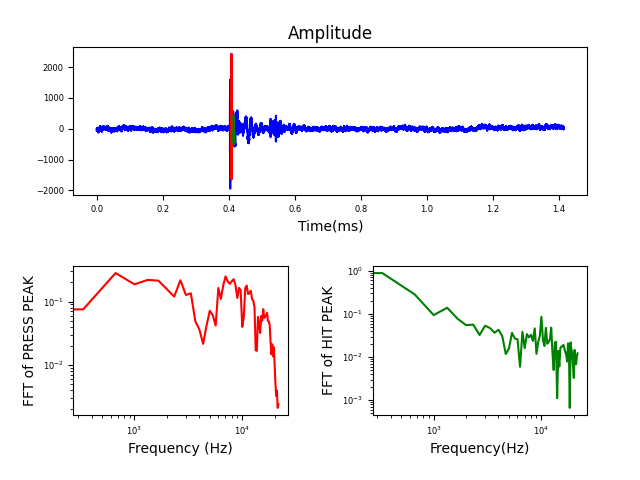 Amplitude
2000
1000
0
−1000
−2000
0.0 0.2 0.4 0.6 0.8 1.0 1.2 1.4
Time(ms)
FFT of PRESS PEAK
10⁻¹
10⁻²
10³ 10⁴
Frequency (Hz)
FFT of HIT PEAK
10⁰
10⁻¹
10⁻²
10⁻³
10³ 10⁴
Frequency(Hz)